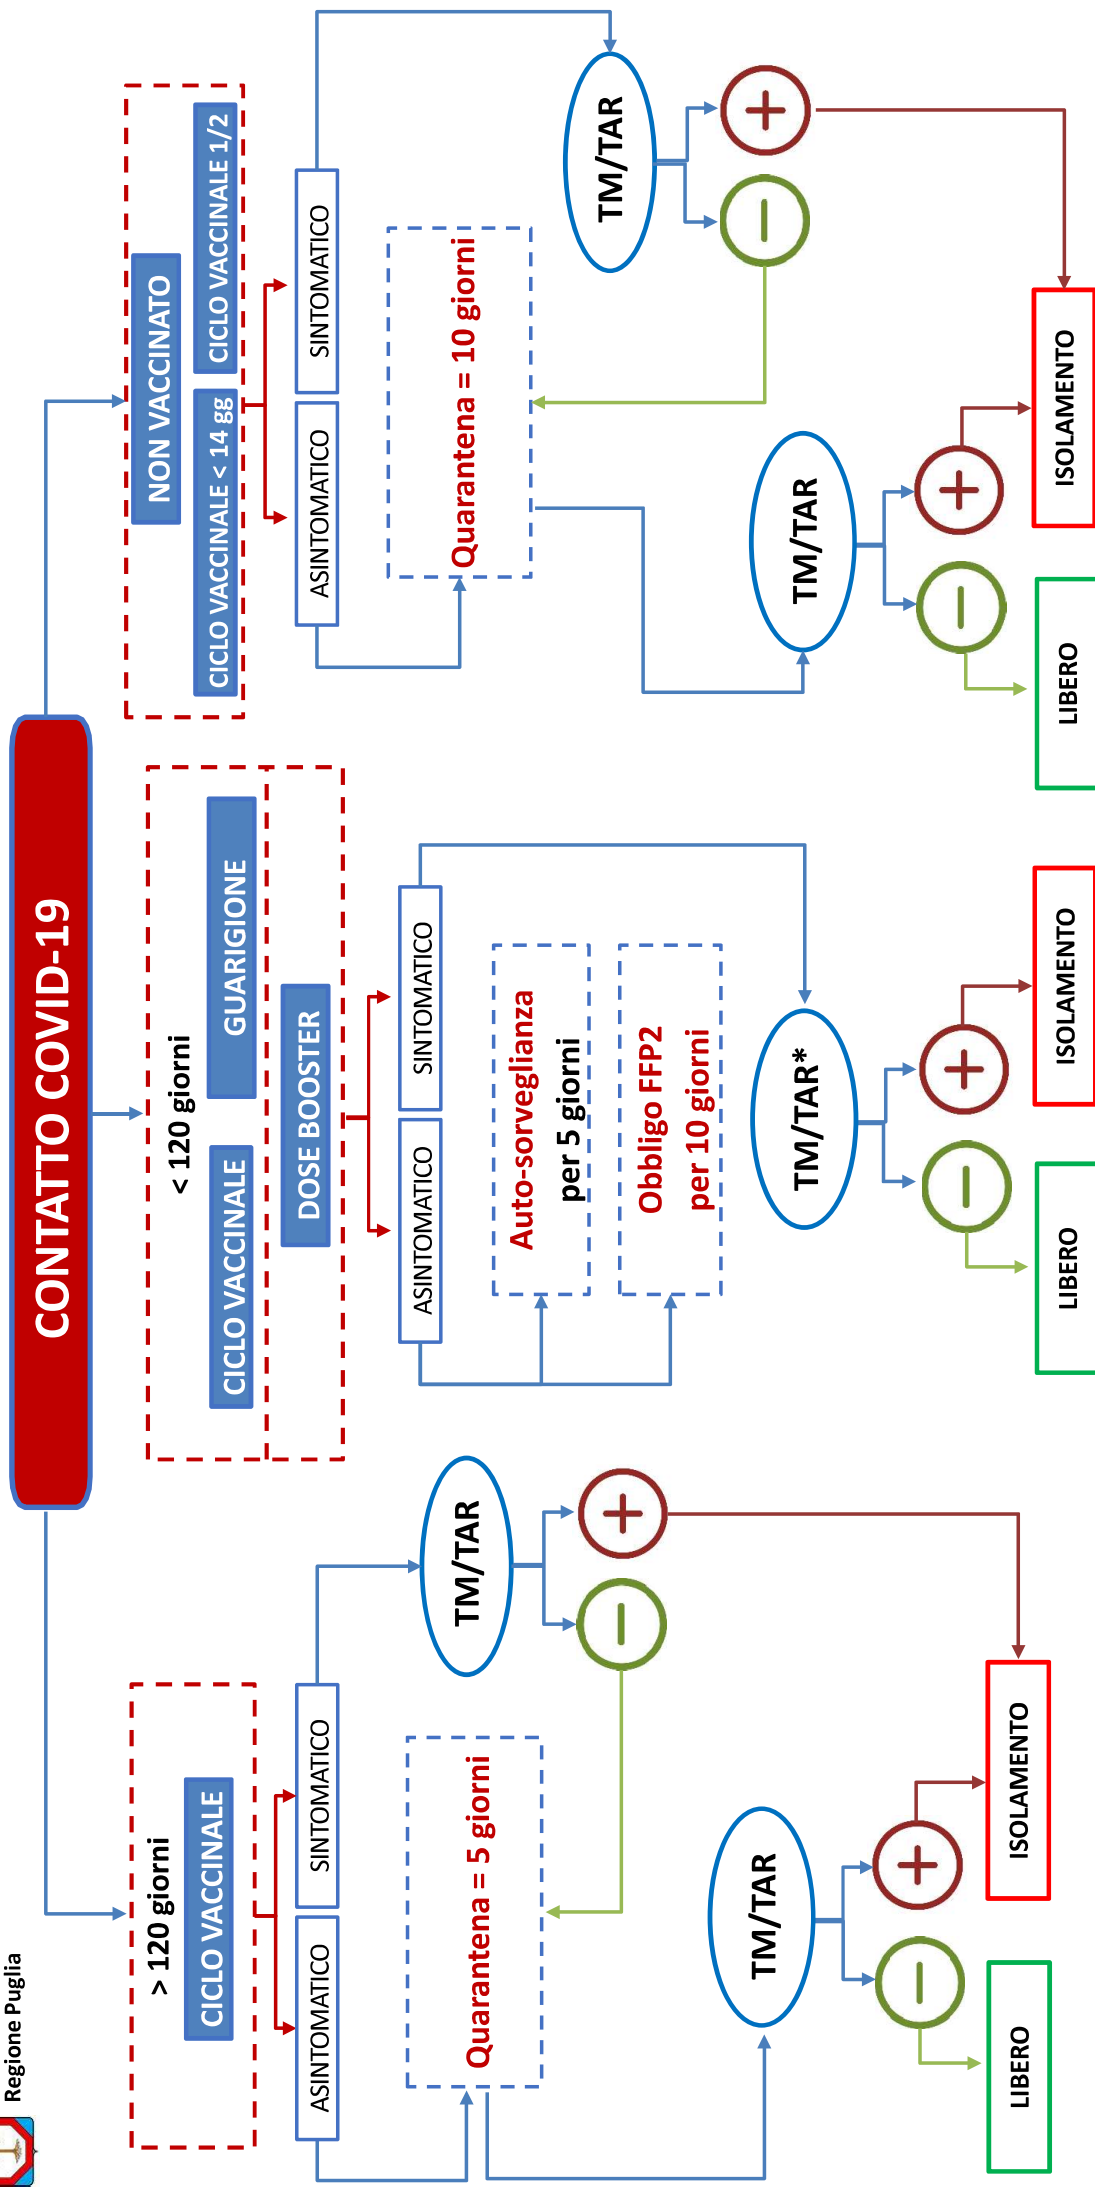 Regione Puglia
CONTATTO COVID-19
> 120 giorni
CICLO VACCINALE
ASINTOMATICO
SINTOMATICO
Quarantena = 5 giorni
TM/TAR
TM/TAR
LIBERO
ISOLAMENTO
< 120 giorni
CICLO VACCINALE
GUARIGIONE
DOSE BOOSTER
ASINTOMATICO
SINTOMATICO
Auto-sorveglianza
per 5 giorni
Obbligo FFP2
per 10 giorni
TM/TAR*
LIBERO
ISOLAMENTO
NON VACCINATO
CICLO VACCINALE < 14 gg
CICLO VACCINALE 1/2
ASINTOMATICO
SINTOMATICO
Quarantena = 10 giorni
TM/TAR
TM/TAR
LIBERO
ISOLAMENTO